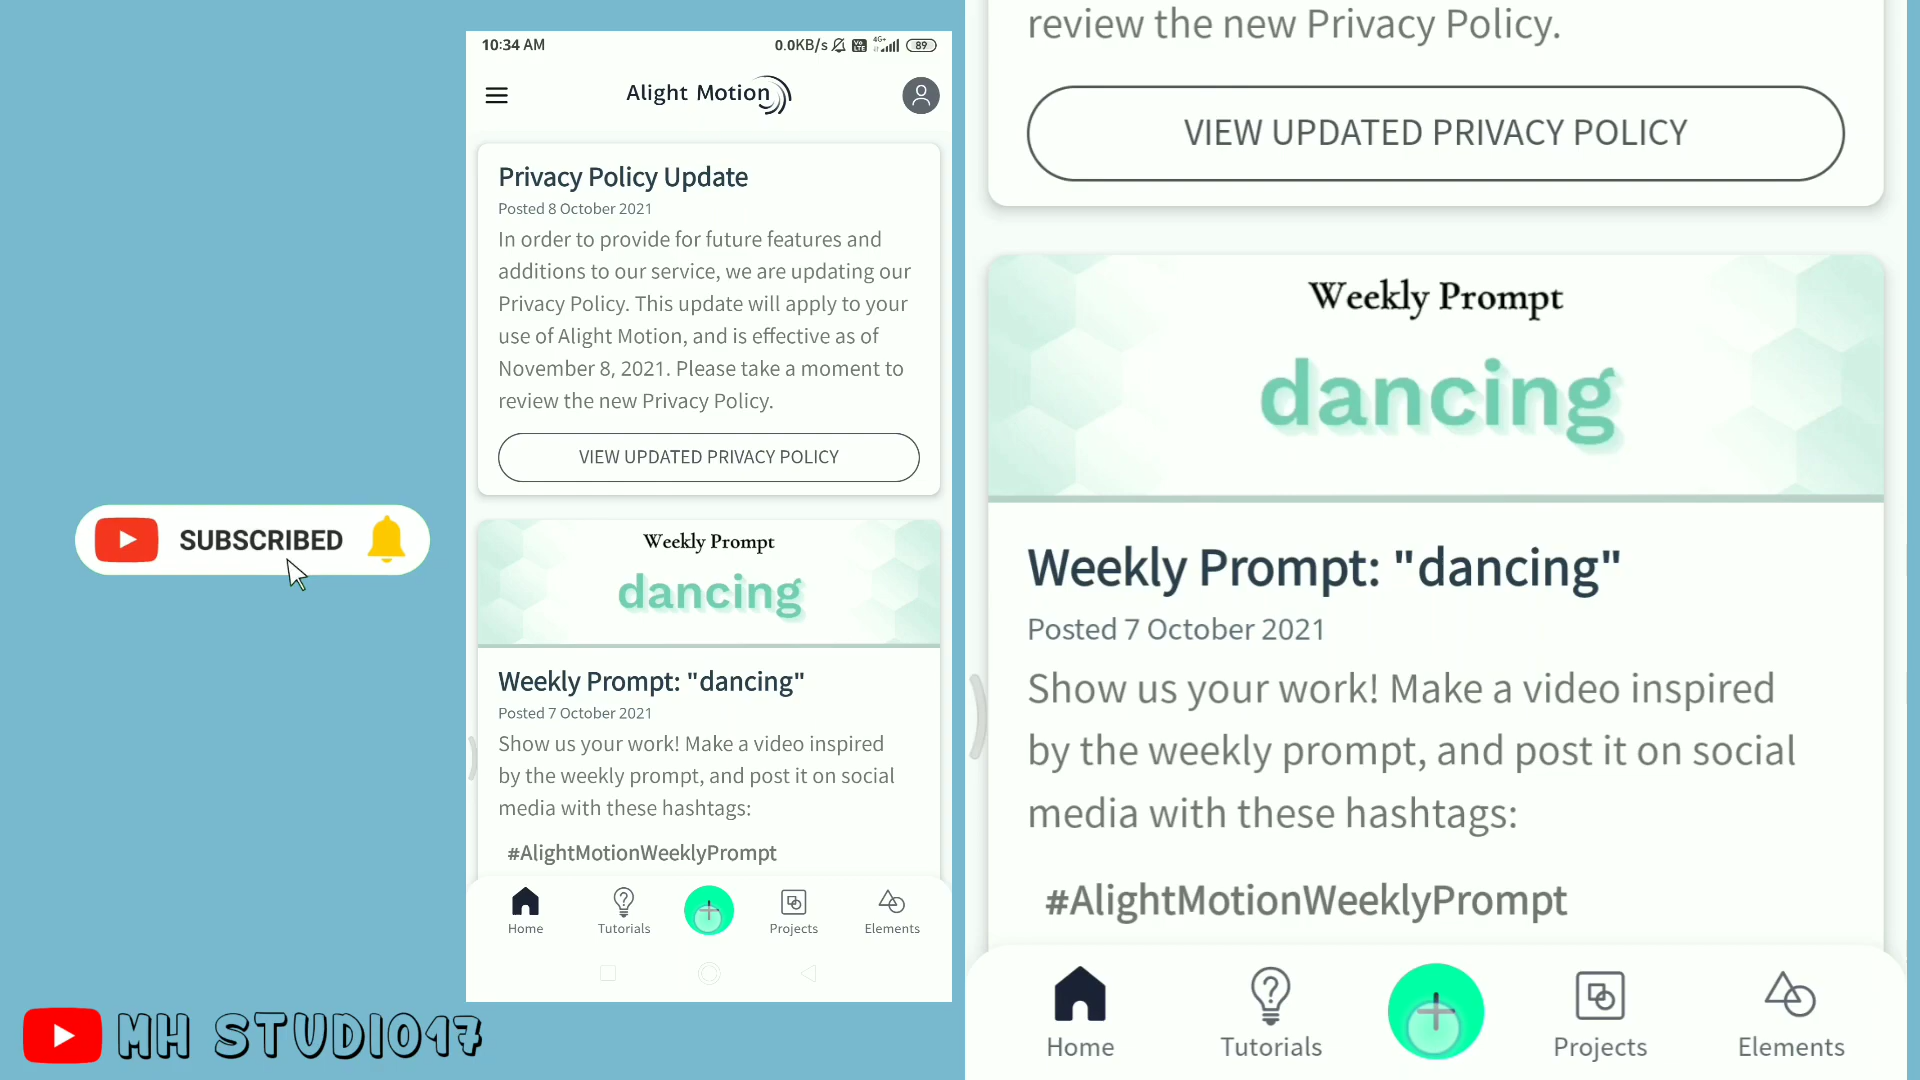 10:34 AM
0.0KB/s
4G+
Vo
LTE
89
Alight Motion
Privacy Policy Update
Posted 8 October 2021
In order to provide for future features and
additions to our service, we are updating our
Privacy Policy. This update will apply to your
use of Alight Motion, and is effective as of
November 8, 2021. Please take a moment to
review the new Privacy Policy.
VIEW UPDATED PRIVACY POLICY
Weekly Prompt
dancing
Weekly Prompt: "dancing"
Posted 7 October 2021
Show us your work! Make a video inspired
by the weekly prompt, and post it on social
media with these hashtags:
#AlightMotionWeeklyPrompt
Home
Tutorials
Projects
Elements
SUBSCRIBED
MH STUDIO17
review the new Privacy Policy.
VIEW UPDATED PRIVACY POLICY
Weekly Prompt
dancing
Weekly Prompt: "dancing"
Posted 7 October 2021
Show us your work! Make a video inspired
by the weekly prompt, and post it on social
media with these hashtags:
#AlightMotionWeeklyPrompt
Home
Tutorials
Projects
Elements